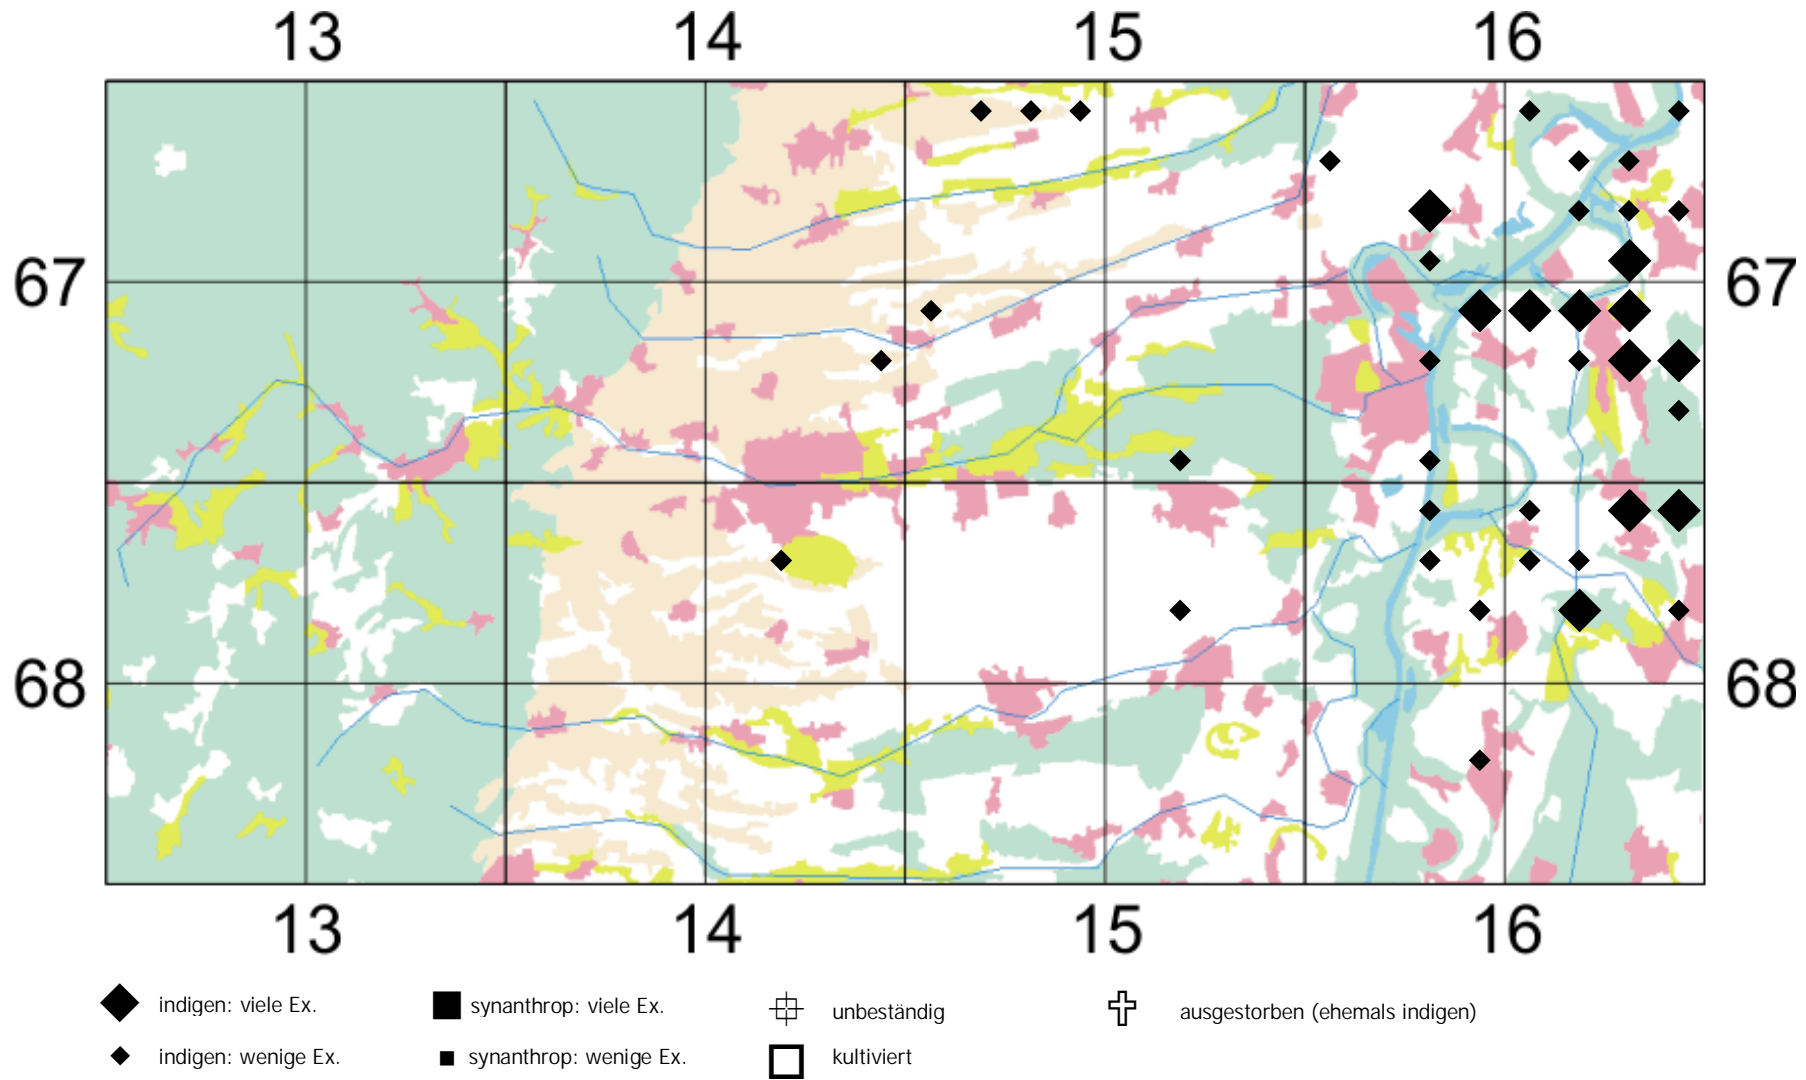 13 14 15 16
67 67
68 68
13 14 15 16
indigen: viele Ex. synanthrop: viele Ex. unbeständig ausgestorben (ehemals indigen)
indigen: wenige Ex. synanthrop: wenige Ex. kultiviert